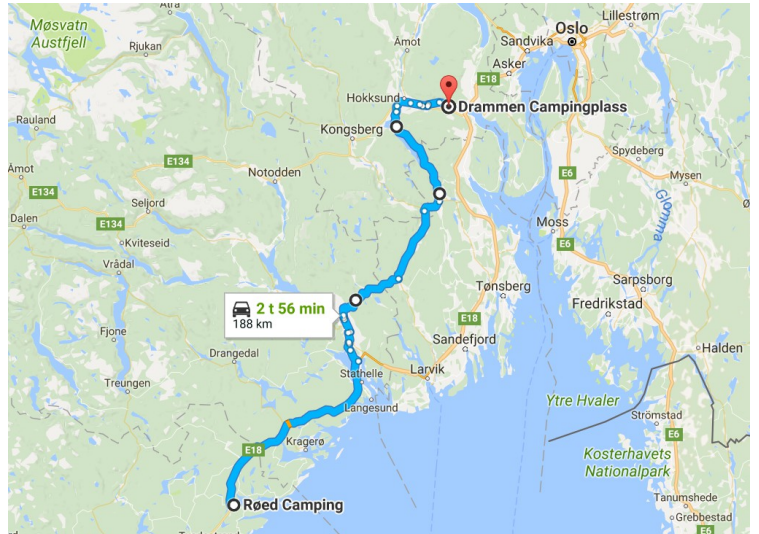 Atra
Møsvatn
Austfjell
Rjukan
Åmot
Sandvika
Oslo
Lillestrøm
Asker
E18
Hokksund
Drammen Campingplass
Kongsberg
Rauland
E134
Notodden
Spydeberg
E6
Mysen
Åmot
E134
Seljord
Glomma
Dalen
E134
Kviteseid
Moss
E6
Vrådal
Tønsberg
Sarpsborg
Fredrikstad
2 t 56 min
188 km
E18
Fjone
Drangedal
Sandefjord
Halden
Treungen
Stathelle
Larvik
Langesund
Ytre Hvaler
Strömstad
E6
E18
Kragerø
Kosterhavets
Nationalpark
Røed Camping
Tanumshede
Grebbestad
E6